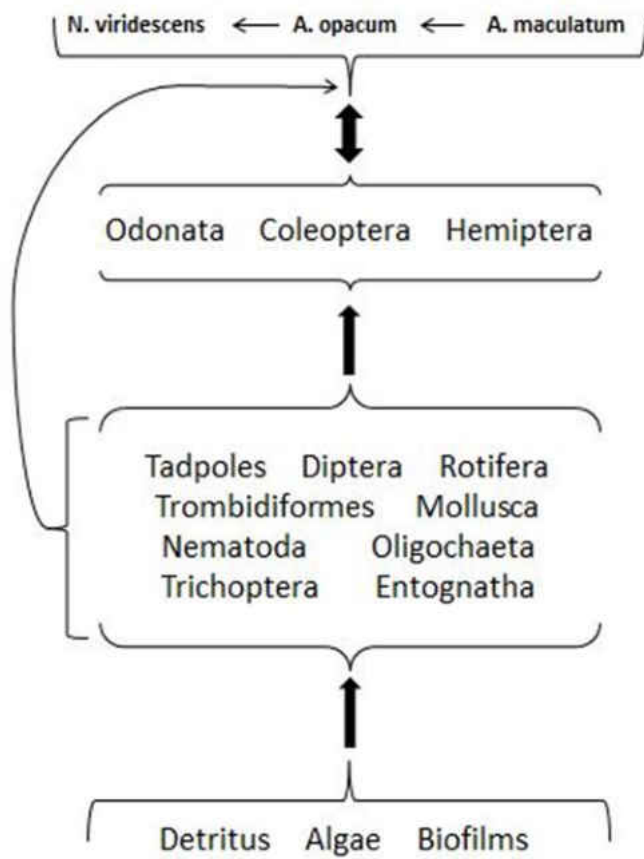 N. viridescens ← A. opacum ← A. maculatum
Odonata Coleoptera Hemiptera
Tadpoles Diptera Rotifera
Trombidiformes Mollusca
Nematoda Oligochaeta
Trichoptera Entognatha
Detritus Algae Biofilms